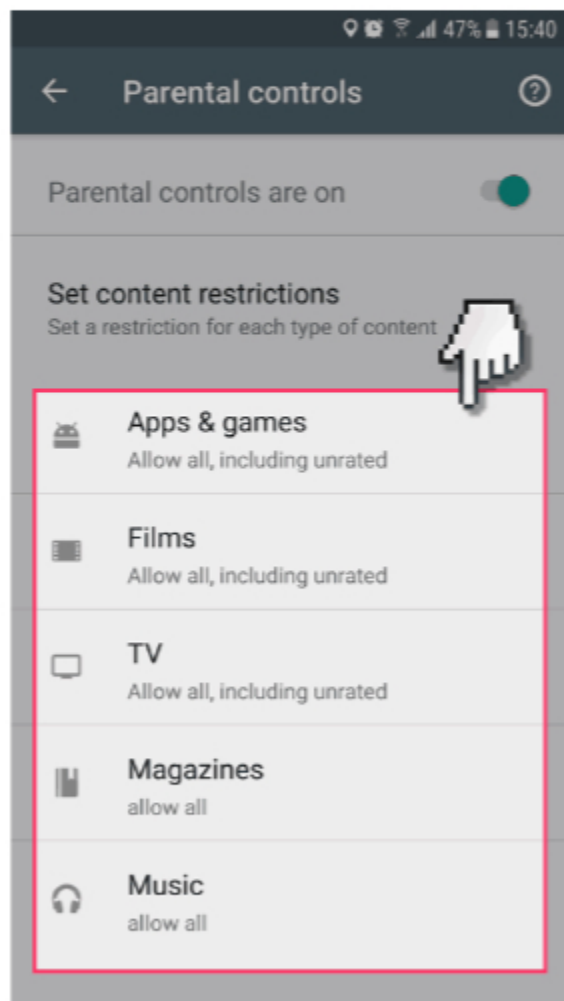 47% 15:40
Parental controls
Parental controls are on
Set content restrictions
Set a restriction for each type of content
Apps & games
Allow all, including unrated
Films
Allow all, including unrated
TV
Allow all, including unrated
Magazines
allow all
Music
allow all